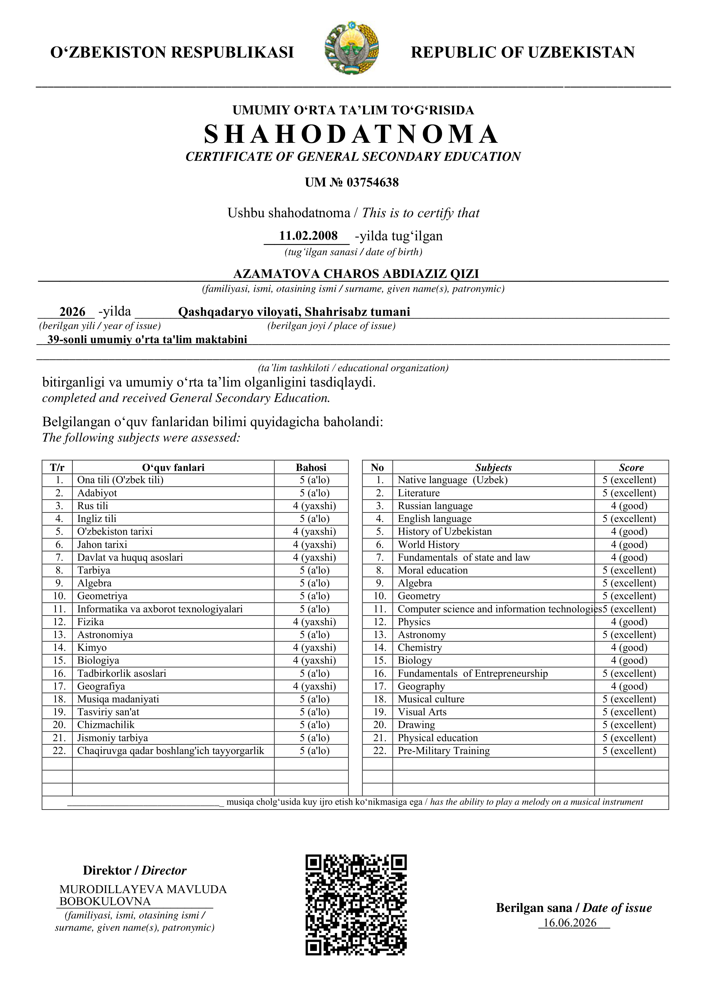 O‘ZBEKISTON RESPUBLIKASI REPUBLIC OF UZBEKISTAN
UMUMIY O‘RTA TA’LIM TO‘G‘RISIDA
SHAHODATNOMA
CERTIFICATE OF GENERAL SECONDARY EDUCATION
UM № 03754638
Ushbu shahodatnoma / This is to certify that
11.02.2008 -yilda tug‘ilgan
(tug‘ilgan sanasi / date of birth)
AZAMATOVA CHAROS ABDIAZIZ QIZI
(familiyasi, ismi, otasining ismi / surname, given name(s), patronymic)
2026 -yilda Qashqadaryo viloyati, Shahrisabz tumani
(berilgan yili / year of issue) (berilgan joyi / place of issue)
39-sonli umumiy o'rta ta'lim maktabini
(ta’lim tashkiloti / educational organization)
bitirganligi va umumiy o‘rta ta’lim olganligini tasdiqlaydi.
completed and received General Secondary Education.
Belgilangan o‘quv fanlaridan bilimi quyidagicha baholandi:
The following subjects were assessed:
T/r O‘quv fanlari Bahosi No Subjects Score
1. Ona tili (O'zbek tili) 5 (a'lo) 1. Native language (Uzbek) 5 (excellent)
2. Adabiyot 5 (a'lo) 2. Literature 5 (excellent)
3. Rus tili 4 (yaxshi) 3. Russian language 4 (good)
4. Ingliz tili 5 (a'lo) 4. English language 5 (excellent)
5. O'zbekiston tarixi 4 (yaxshi) 5. History of Uzbekistan 4 (good)
6. Jahon tarixi 4 (yaxshi) 6. World History 4 (good)
7. Davlat va huquq asoslari 4 (yaxshi) 7. Fundamentals of state and law 4 (good)
8. Tarbiya 5 (a'lo) 8. Moral education 5 (excellent)
9. Algebra 5 (a'lo) 9. Algebra 5 (excellent)
10. Geometriya 5 (a'lo) 10. Geometry 5 (excellent)
11. Informatika va axborot texnologiyalari 5 (a'lo) 11. Computer science and information technologies 5 (excellent)
12. Fizika 4 (yaxshi) 12. Physics 4 (good)
13. Astronomiya 5 (a'lo) 13. Astronomy 5 (excellent)
14. Kimyo 4 (yaxshi) 14. Chemistry 4 (good)
15. Biologiya 4 (yaxshi) 15. Biology 4 (good)
16. Tadbirkorlik asoslari 5 (a'lo) 16. Fundamentals of Entrepreneurship 5 (excellent)
17. Geografiya 4 (yaxshi) 17. Geography 4 (good)
18. Musiqa madaniyati 5 (a'lo) 18. Musical culture 5 (excellent)
19. Tasviriy san'at 5 (a'lo) 19. Visual Arts 5 (excellent)
20. Chizmachilik 5 (a'lo) 20. Drawing 5 (excellent)
21. Jismoniy tarbiya 5 (a'lo) 21. Physical education 5 (excellent)
22. Chaqiruvga qadar boshlang'ich tayyorgarlik 5 (a'lo) 22. Pre-Military Training 5 (excellent)
musiqa cholg‘usida kuy ijro etish ko‘nikmasiga ega / has the ability to play a melody on a musical instrument
Direktor / Director
MURODILLAYEVA MAVLUDA
BOBOKULOVNA
(familiyasi, ismi, otasining ismi /
surname, given name(s), patronymic)
Berilgan sana / Date of issue
16.06.2026